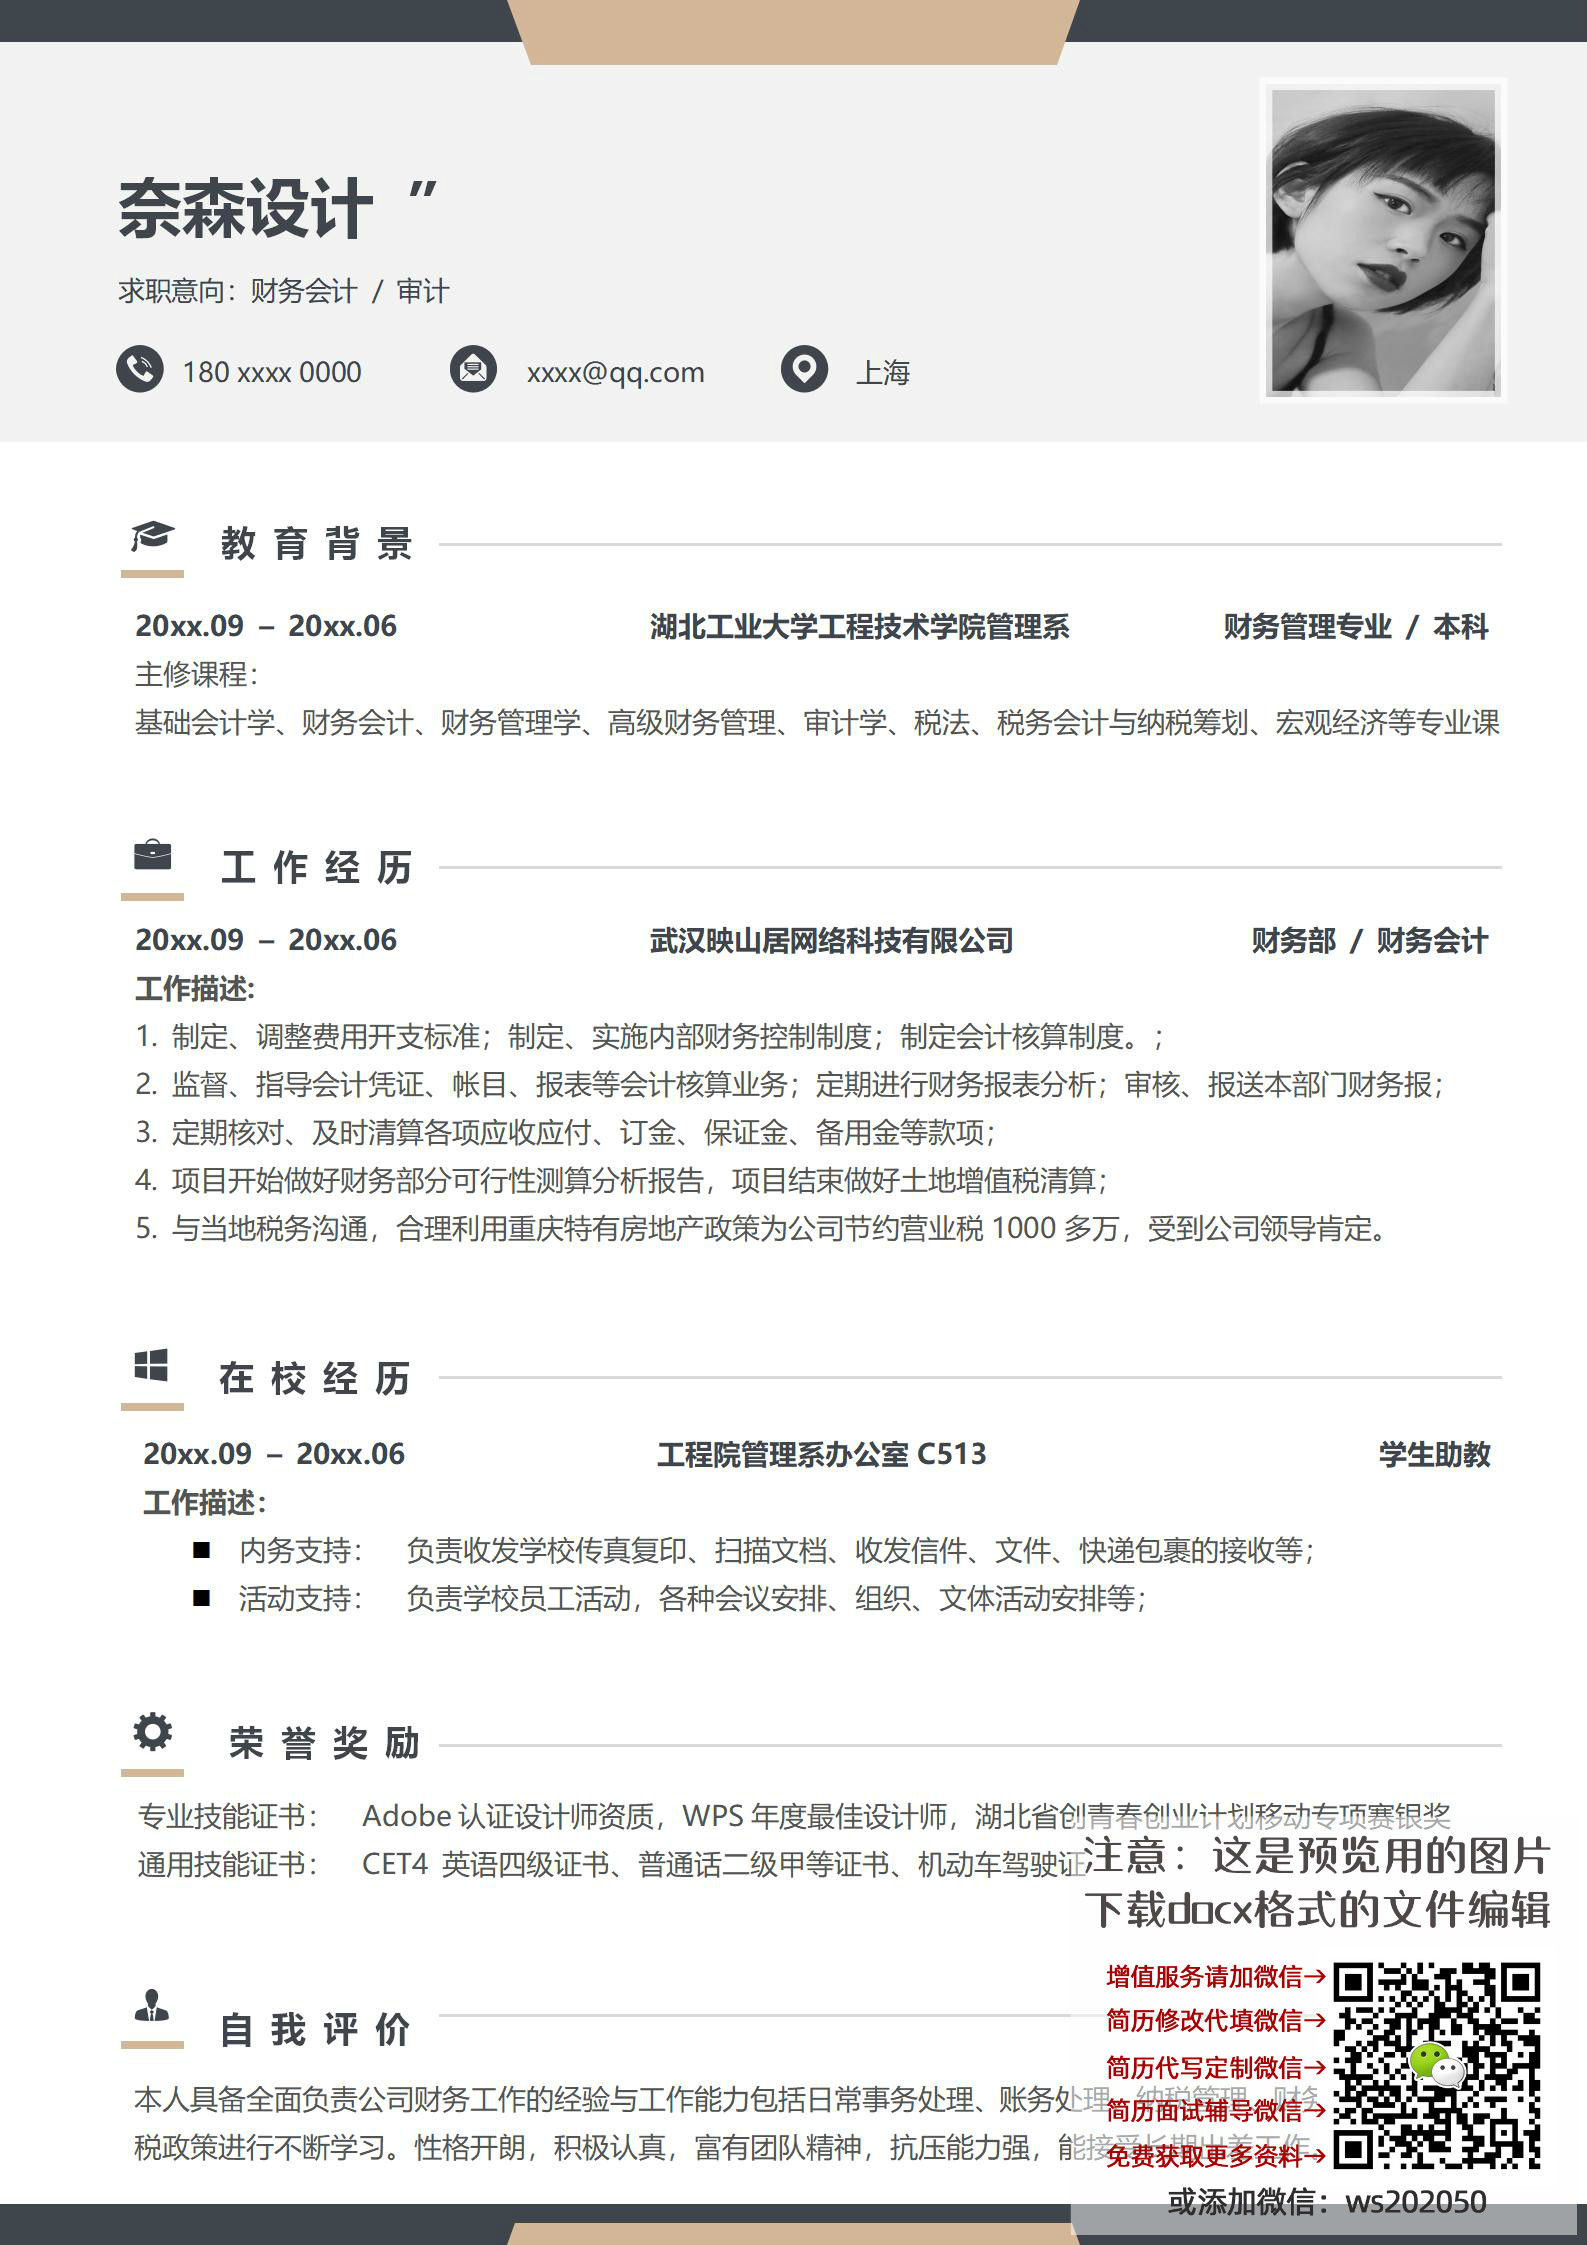 奈森设计 〃
求职意向：财务会计 / 审计
180 xxxx 0000 xxxx@qq.com 上海
教育背景
20xx.09 – 20xx.06 湖北工业大学工程技术学院管理系 财务管理专业 / 本科
主修课程：
基础会计学、财务会计、财务管理学、高级财务管理、审计学、税法、税务会计与纳税筹划、宏观经济等专业课
工作经历
20xx.09 – 20xx.06 武汉映山居网络科技有限公司 财务部 / 财务会计
工作描述:
1. 制定、调整费用开支标准；制定、实施内部财务控制制度；制定会计核算制度。；
2. 监督、指导会计凭证、帐目、报表等会计核算业务；定期进行财务报表分析；审核、报送本部门财务报；
3. 定期核对、及时清算各项应收应付、订金、保证金、备用金等款项；
4. 项目开始做好财务部分可行性测算分析报告，项目结束做好土地增值税清算；
5. 与当地税务沟通，合理利用重庆特有房地产政策为公司节约营业税 1000 多万，受到公司领导肯定。
在校经历
20xx.09 – 20xx.06 工程院管理系办公室 C513 学生助教
工作描述：
■ 内务支持： 负责收发学校传真复印、扫描文档、收发信件、文件、快递包裹的接收等；
■ 活动支持： 负责学校员工活动，各种会议安排、组织、文体活动安排等；
荣誉奖励
专业技能证书： Adobe 认证设计师资质，WPS 年度最佳设计师，湖北省创青春创业计划移动专项赛银奖
通用技能证书： CET4 英语四级证书、普通话二级甲等证书、机动车驾驶证
自我评价
本人具备全面负责公司财务工作的经验与工作能力包括日常事务处理、账务处理、纳税管理、财务
税政策进行不断学习。性格开朗，积极认真，富有团队精神，抗压能力强，能接受长期出差工作。
注意：这是预览用的图片
下载docx格式的文件编辑
增值服务请加微信→
简历修改代填微信→
简历代写定制微信→
简历面试辅导微信→
免费获取更多资料→
或添加微信：ws202050